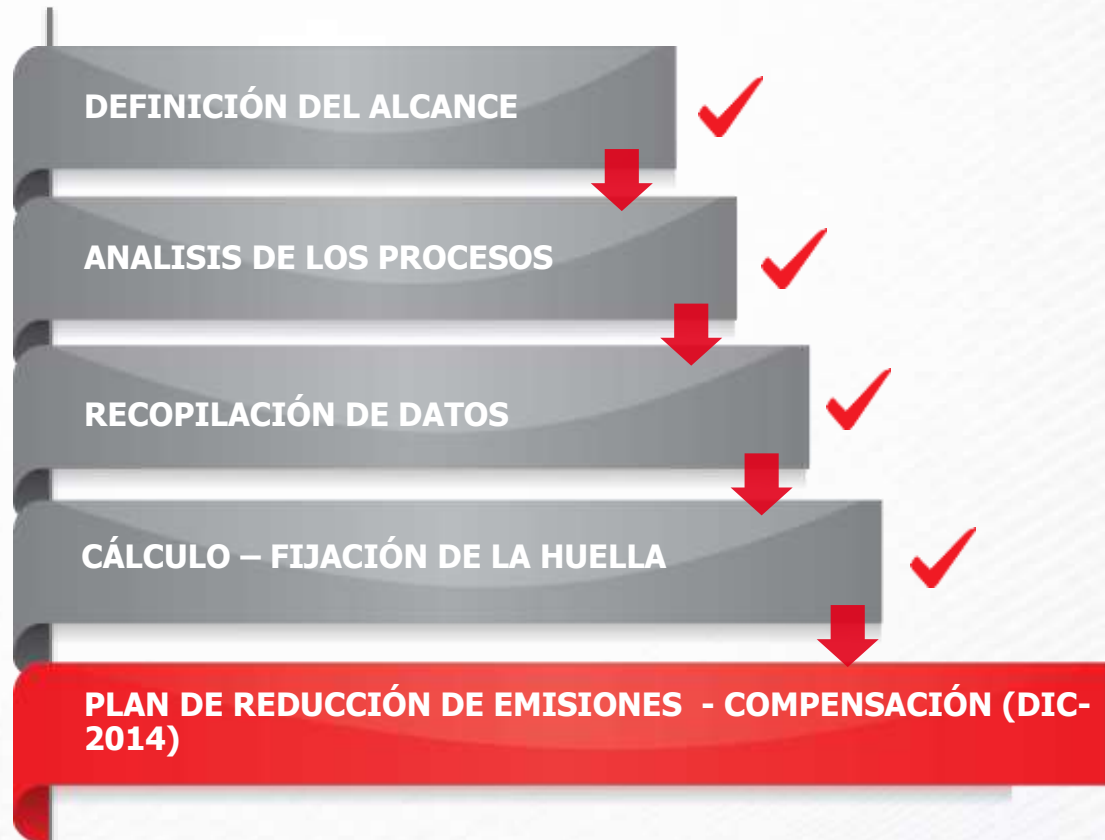 DEFINICIÓN DEL ALCANCE
ANALISIS DE LOS PROCESOS
RECOPILACIÓN DE DATOS
CÁLCULO – FIJACIÓN DE LA HUELLA
PLAN DE REDUCCIÓN DE EMISIONES - COMPENSACIÓN (DIC-
2014)